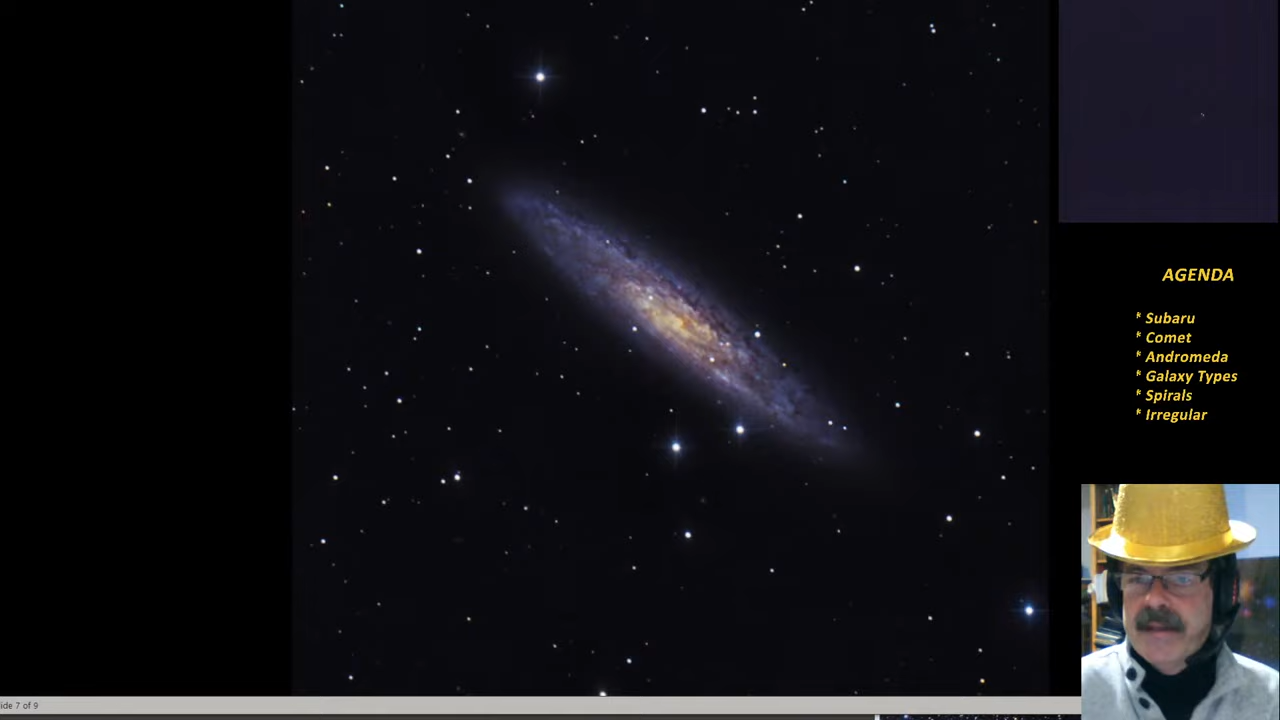 AGENDA
* Subaru
* Comet
* Andromeda
* Galaxy Types
* Spirals
* Irregular
ide 7 of 9